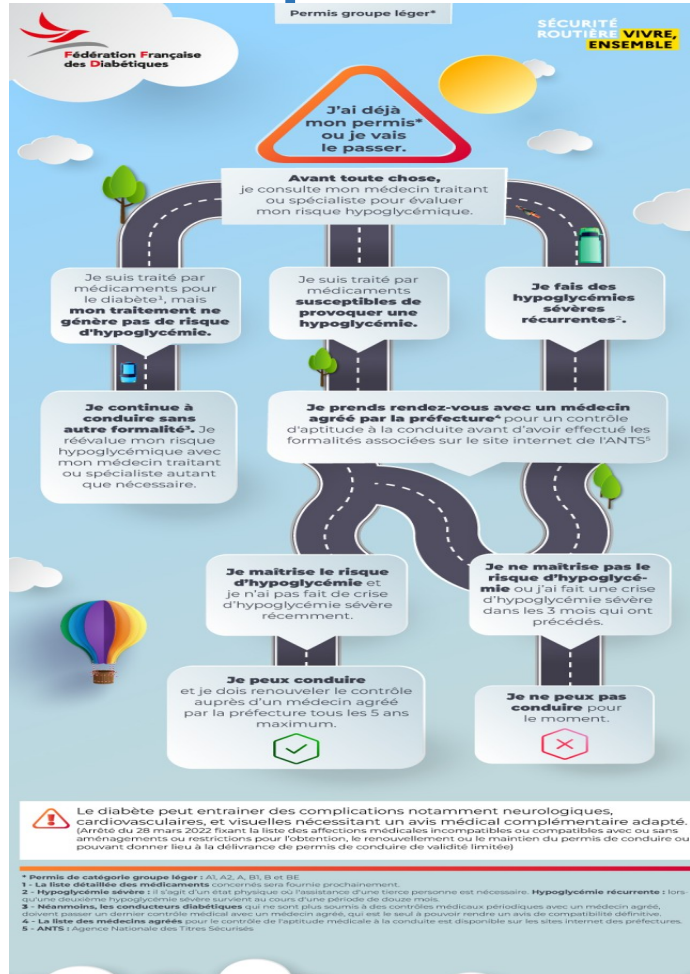 Permis groupe léger*
Fédération Française
des Diabétiques
SÉCURITÉ
ROUTIÈRE VIVRE,
ENSEMBLE
J'ai déjà
mon permis*
ou je vais
le passer.
Avant toute chose,
je consulte mon médecin traitant
ou spécialiste pour évaluer
mon risque hypoglycémique.
Je suis traité par
médicaments pour
le diabète¹, mais
mon traitement ne
génère pas de risque
d'hypoglycémie.
Je suis traité par
médicaments
susceptibles de
provoquer une
hypoglycémie.
Je fais des
hypoglycémies
sévères
récurrentes².
Je continue à
conduire sans
autre formalité³. Je
réévalue mon risque
hypoglycémique avec
mon médecin traitant
ou spécialiste autant
que nécessaire.
Je prends rendez-vous avec un médecin
agréé par la préfecture⁴ pour un contrôle
d'aptitude à la conduite avant d'avoir effectué les
formalités associées sur le site internet de l'ANTS⁵
Je maîtrise le risque
d'hypoglycémie et
je n'ai pas fait de crise
d'hypoglycémie sévère
récemment.
Je ne maîtrise pas le
risque d'hypoglycé-
mie ou j'ai fait une crise
d'hypoglycémie sévère
dans les 3 mois qui ont
précédés.
Je peux conduire
et je dois renouveler le contrôle
auprès d'un médecin agréé
par la préfecture tous les 5 ans
maximum.
Je ne peux pas
conduire pour
le moment.
Le diabète peut entrainer des complications notamment neurologiques,
cardiovasculaires, et visuelles nécessitant un avis médical complémentaire adapté.
(Arrêté du 28 mars 2022 fixant la liste des affections médicales incompatibles ou compatibles avec ou sans
aménagements ou restrictions pour l'obtention, le renouvellement ou le maintien du permis de conduire ou
pouvant donner lieu à la délivrance de permis de conduire de validité limitée)
* Permis de catégorie groupe léger : A1, A2, A, B1, B et BE
1 - La liste détaillée des médicaments concernés sera fournie prochainement.
2 - Hypoglycémie sévère : il s'agit d'un état physique où l'assistance d'une tierce personne est nécessaire. Hypoglycémie récurrente : lors-
qu'une deuxième hypoglycémie sévère survient au cours d'une période de douze mois.
3 - Néanmoins, les conducteurs diabétiques qui ne sont plus soumis à des contrôles médicaux périodiques avec un médecin agréé,
doivent passer un dernier contrôle médical avec un médecin agréé, qui est le seul à pouvoir rendre un avis de compatibilité définitive.
4 - La liste des médecins agréés pour le contrôle de l'aptitude médicale à la conduite est disponible sur les sites internet des préfectures.
5 - ANTS : Agence Nationale des Titres Sécurisés